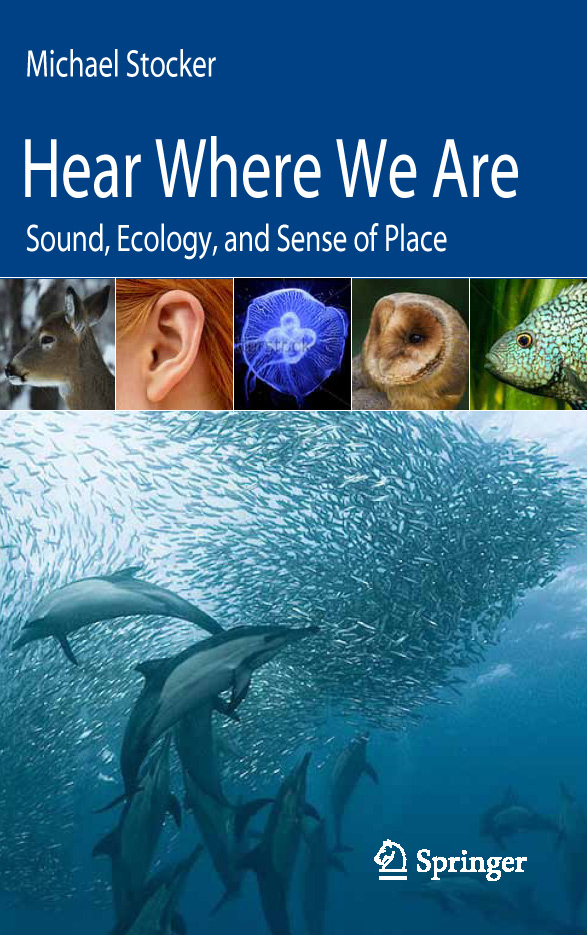 Michael Stocker
Hear Where We Are
Sound, Ecology, and Sense of Place
Springer